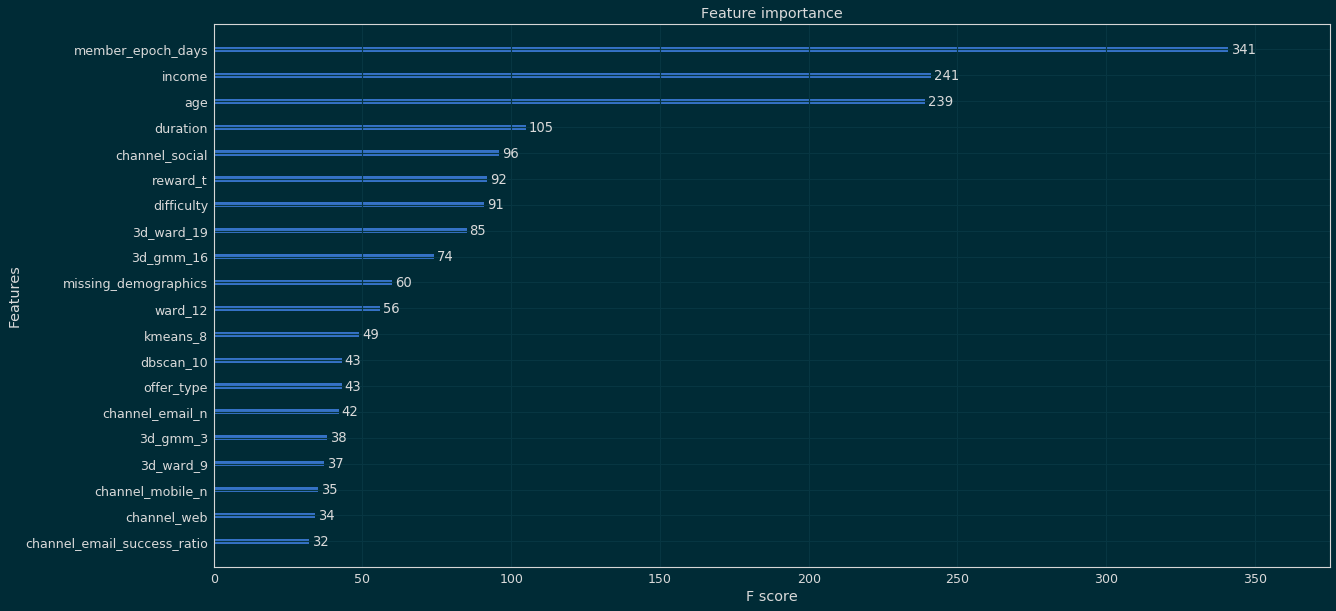 Feature importance
member_epoch_days 341
income 241
age 239
duration 105
channel_social 96
reward_t 92
difficulty 91
3d_ward_19 85
3d_gmm_16 74
missing_demographics 60
ward_12 56
kmeans_8 49
dbscan_10 43
offer_type 43
channel_email_n 42
3d_gmm_3 38
3d_ward_9 37
channel_mobile_n 35
channel_web 34
channel_email_success_ratio 32
Features
0 50 100 150 200 250 300 350
F score